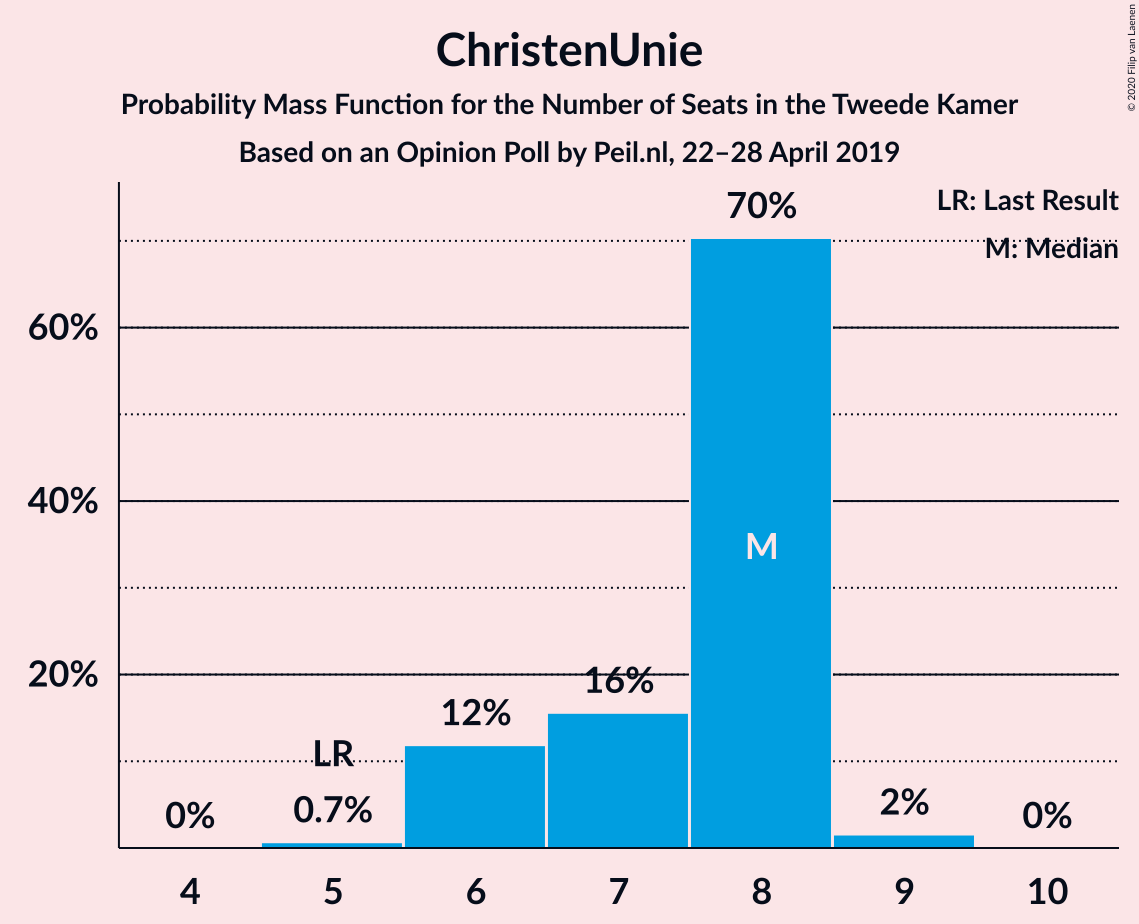 ChristenUnie
Probability Mass Function for the Number of Seats in the Tweede Kamer
Based on an Opinion Poll by Peil.nl, 22–28 April 2019
© 2020 Filip van Laenen
LR: Last Result
M: Median
60%
40%
20%
0%
LR
0.7%
12%
16%
70%
M
2%
0%
4 5 6 7 8 9 10